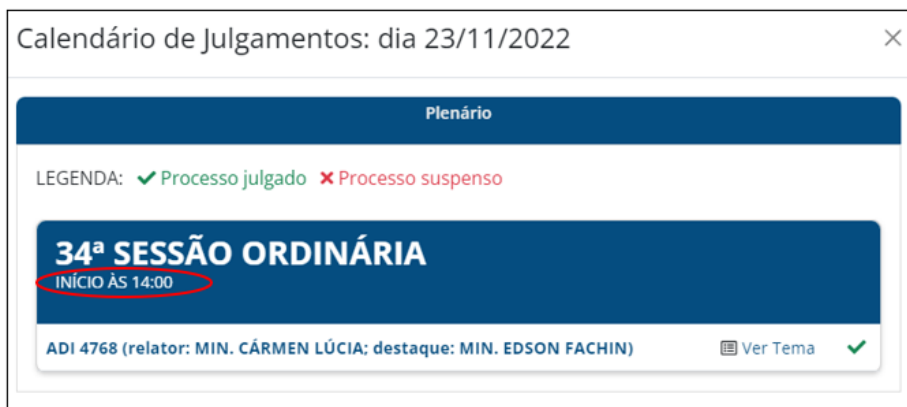 Calendário de Julgamentos: dia 23/11/2022
Plenário
LEGENDA: Processo julgado Processo suspenso
34ª SESSÃO ORDINÁRIA
INÍCIO ÀS 14:00
ADI 4768 (relator: MIN. CÁRMEN LÚCIA; destaque: MIN. EDSON FACHIN) Ver Tema